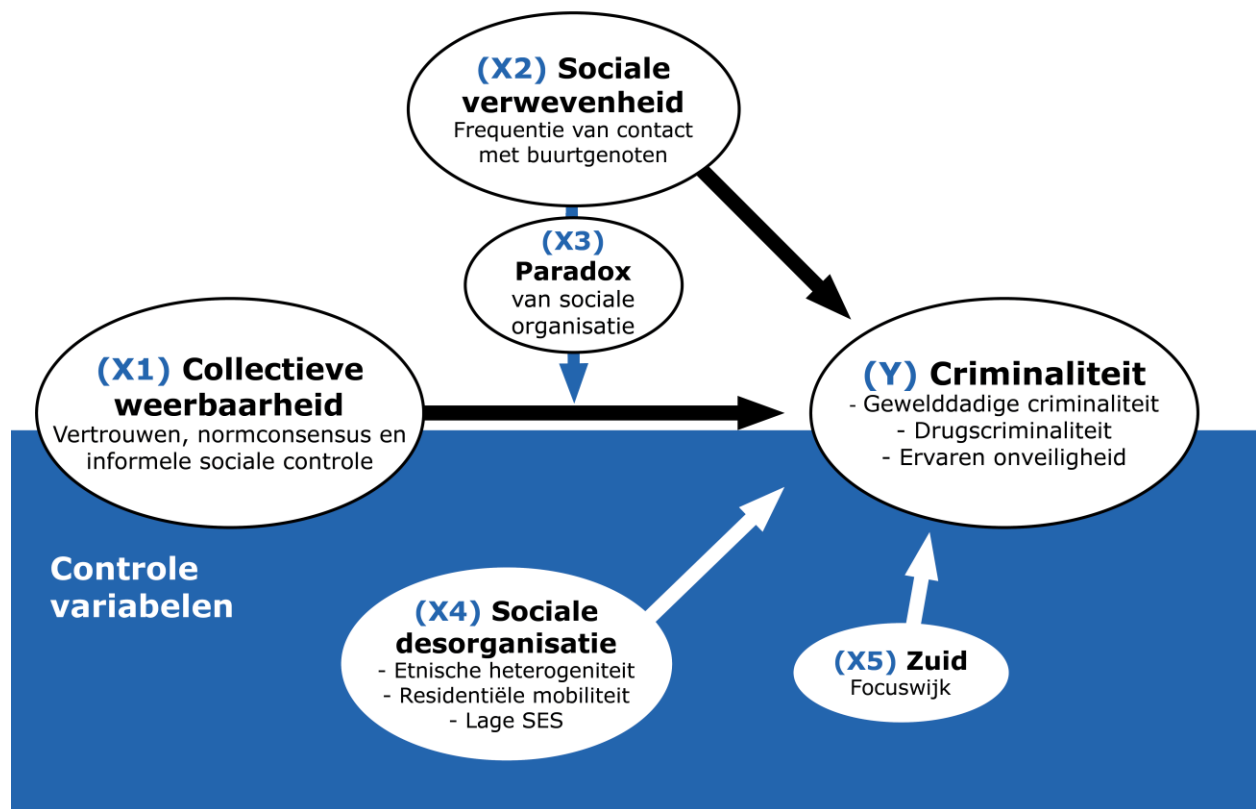 (X2) Sociale
verwevenheid
Frequentie van contact
met buurtgenoten
(X3)
Paradox
van sociale
organisatie
(X1) Collectieve
weerbaarheid
Vertrouwen, normconsensus en
informele sociale controle
(Y) Criminaliteit
- Gewelddadige criminaliteit
- Drugscriminaliteit
- Ervaren onveiligheid
Controle
variabelen
(X4) Sociale
desorganisatie
- Etnische heterogeniteit
- Residentiële mobiliteit
- Lage SES
(X5) Zuid
Focuswijk